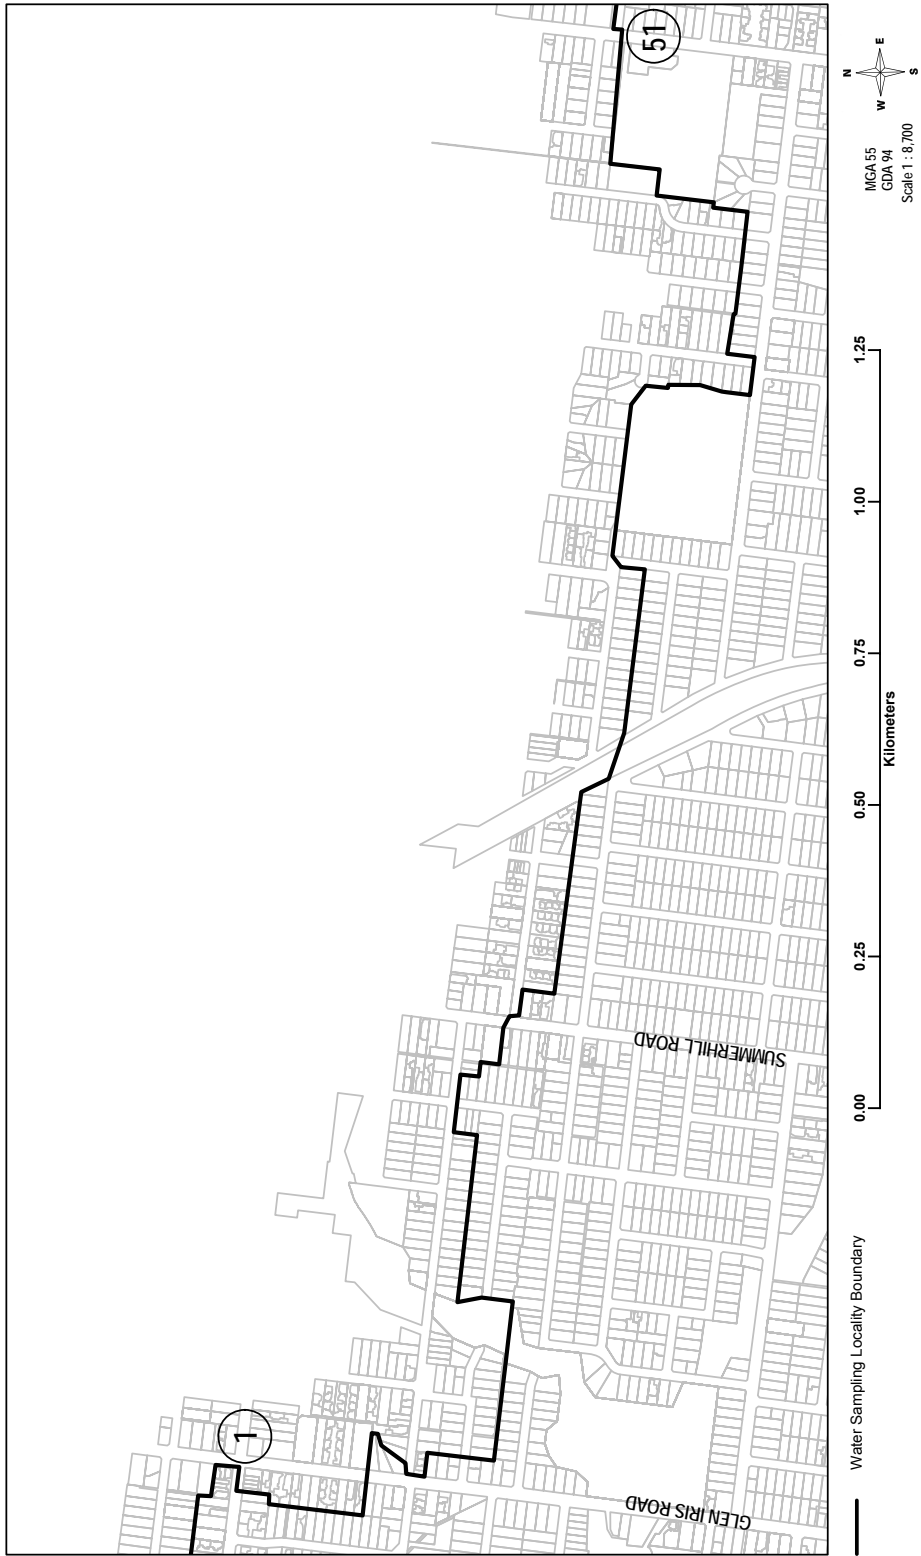 51
1
SUMMERHILL ROAD
GLEN IRIS ROAD
N
W
E
S
MGA 55
GDA 94
Scale 1 : 8,700
0.00 0.25 0.50 0.75 1.00 1.25
Kilometers
Water Sampling Locality Boundary